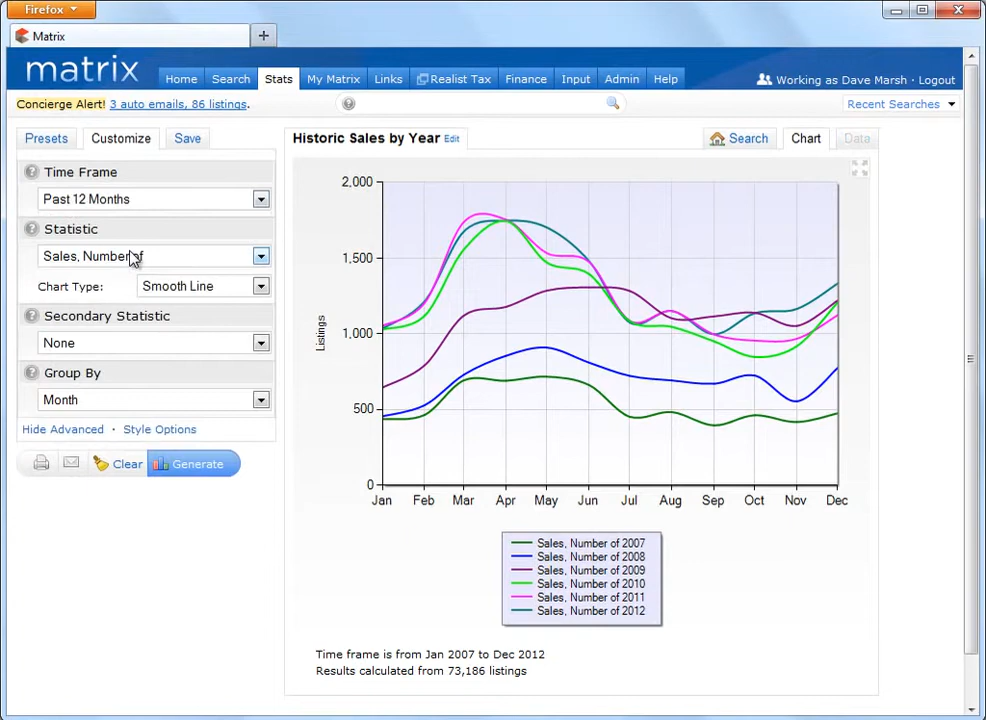 Firefox
Matrix
matrix
Home Search Stats My Matrix Links Realist Tax Finance Input Admin Help
Working as Dave Marsh · Logout
Concierge Alert! 3 auto emails, 86 listings.
Recent Searches
Presets Customize Save
Historic Sales by Year Edit
Search Chart Data
Time Frame
Past 12 Months
Statistic
Sales, Number of
Chart Type: Smooth Line
Secondary Statistic
None
Group By
Month
Hide Advanced · Style Options
Clear Generate
2,000
1,500
1,000
500
0
Listings
Jan Feb Mar Apr May Jun Jul Aug Sep Oct Nov Dec
Sales, Number of 2007
Sales, Number of 2008
Sales, Number of 2009
Sales, Number of 2010
Sales, Number of 2011
Sales, Number of 2012
Time frame is from Jan 2007 to Dec 2012
Results calculated from 73,186 listings